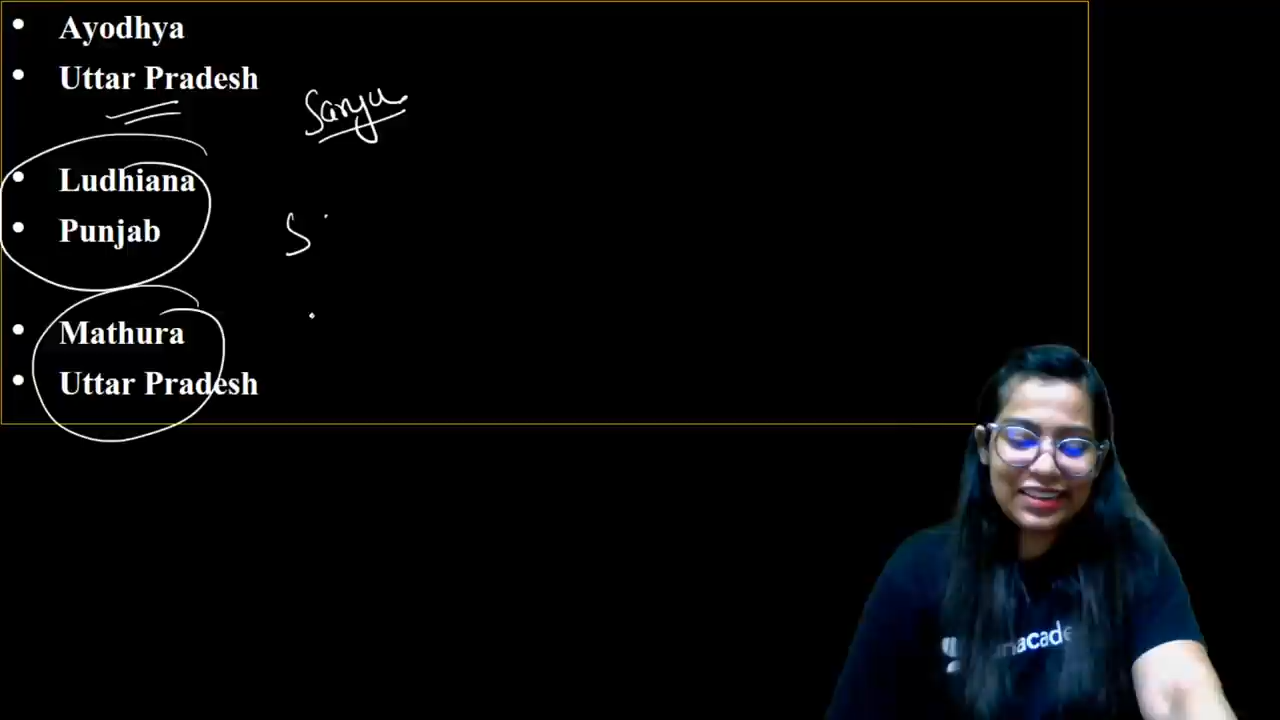 Ayodhya
Uttar Pradesh
Saryu
Ludhiana
Punjab
S
Mathura
Uttar Pradesh